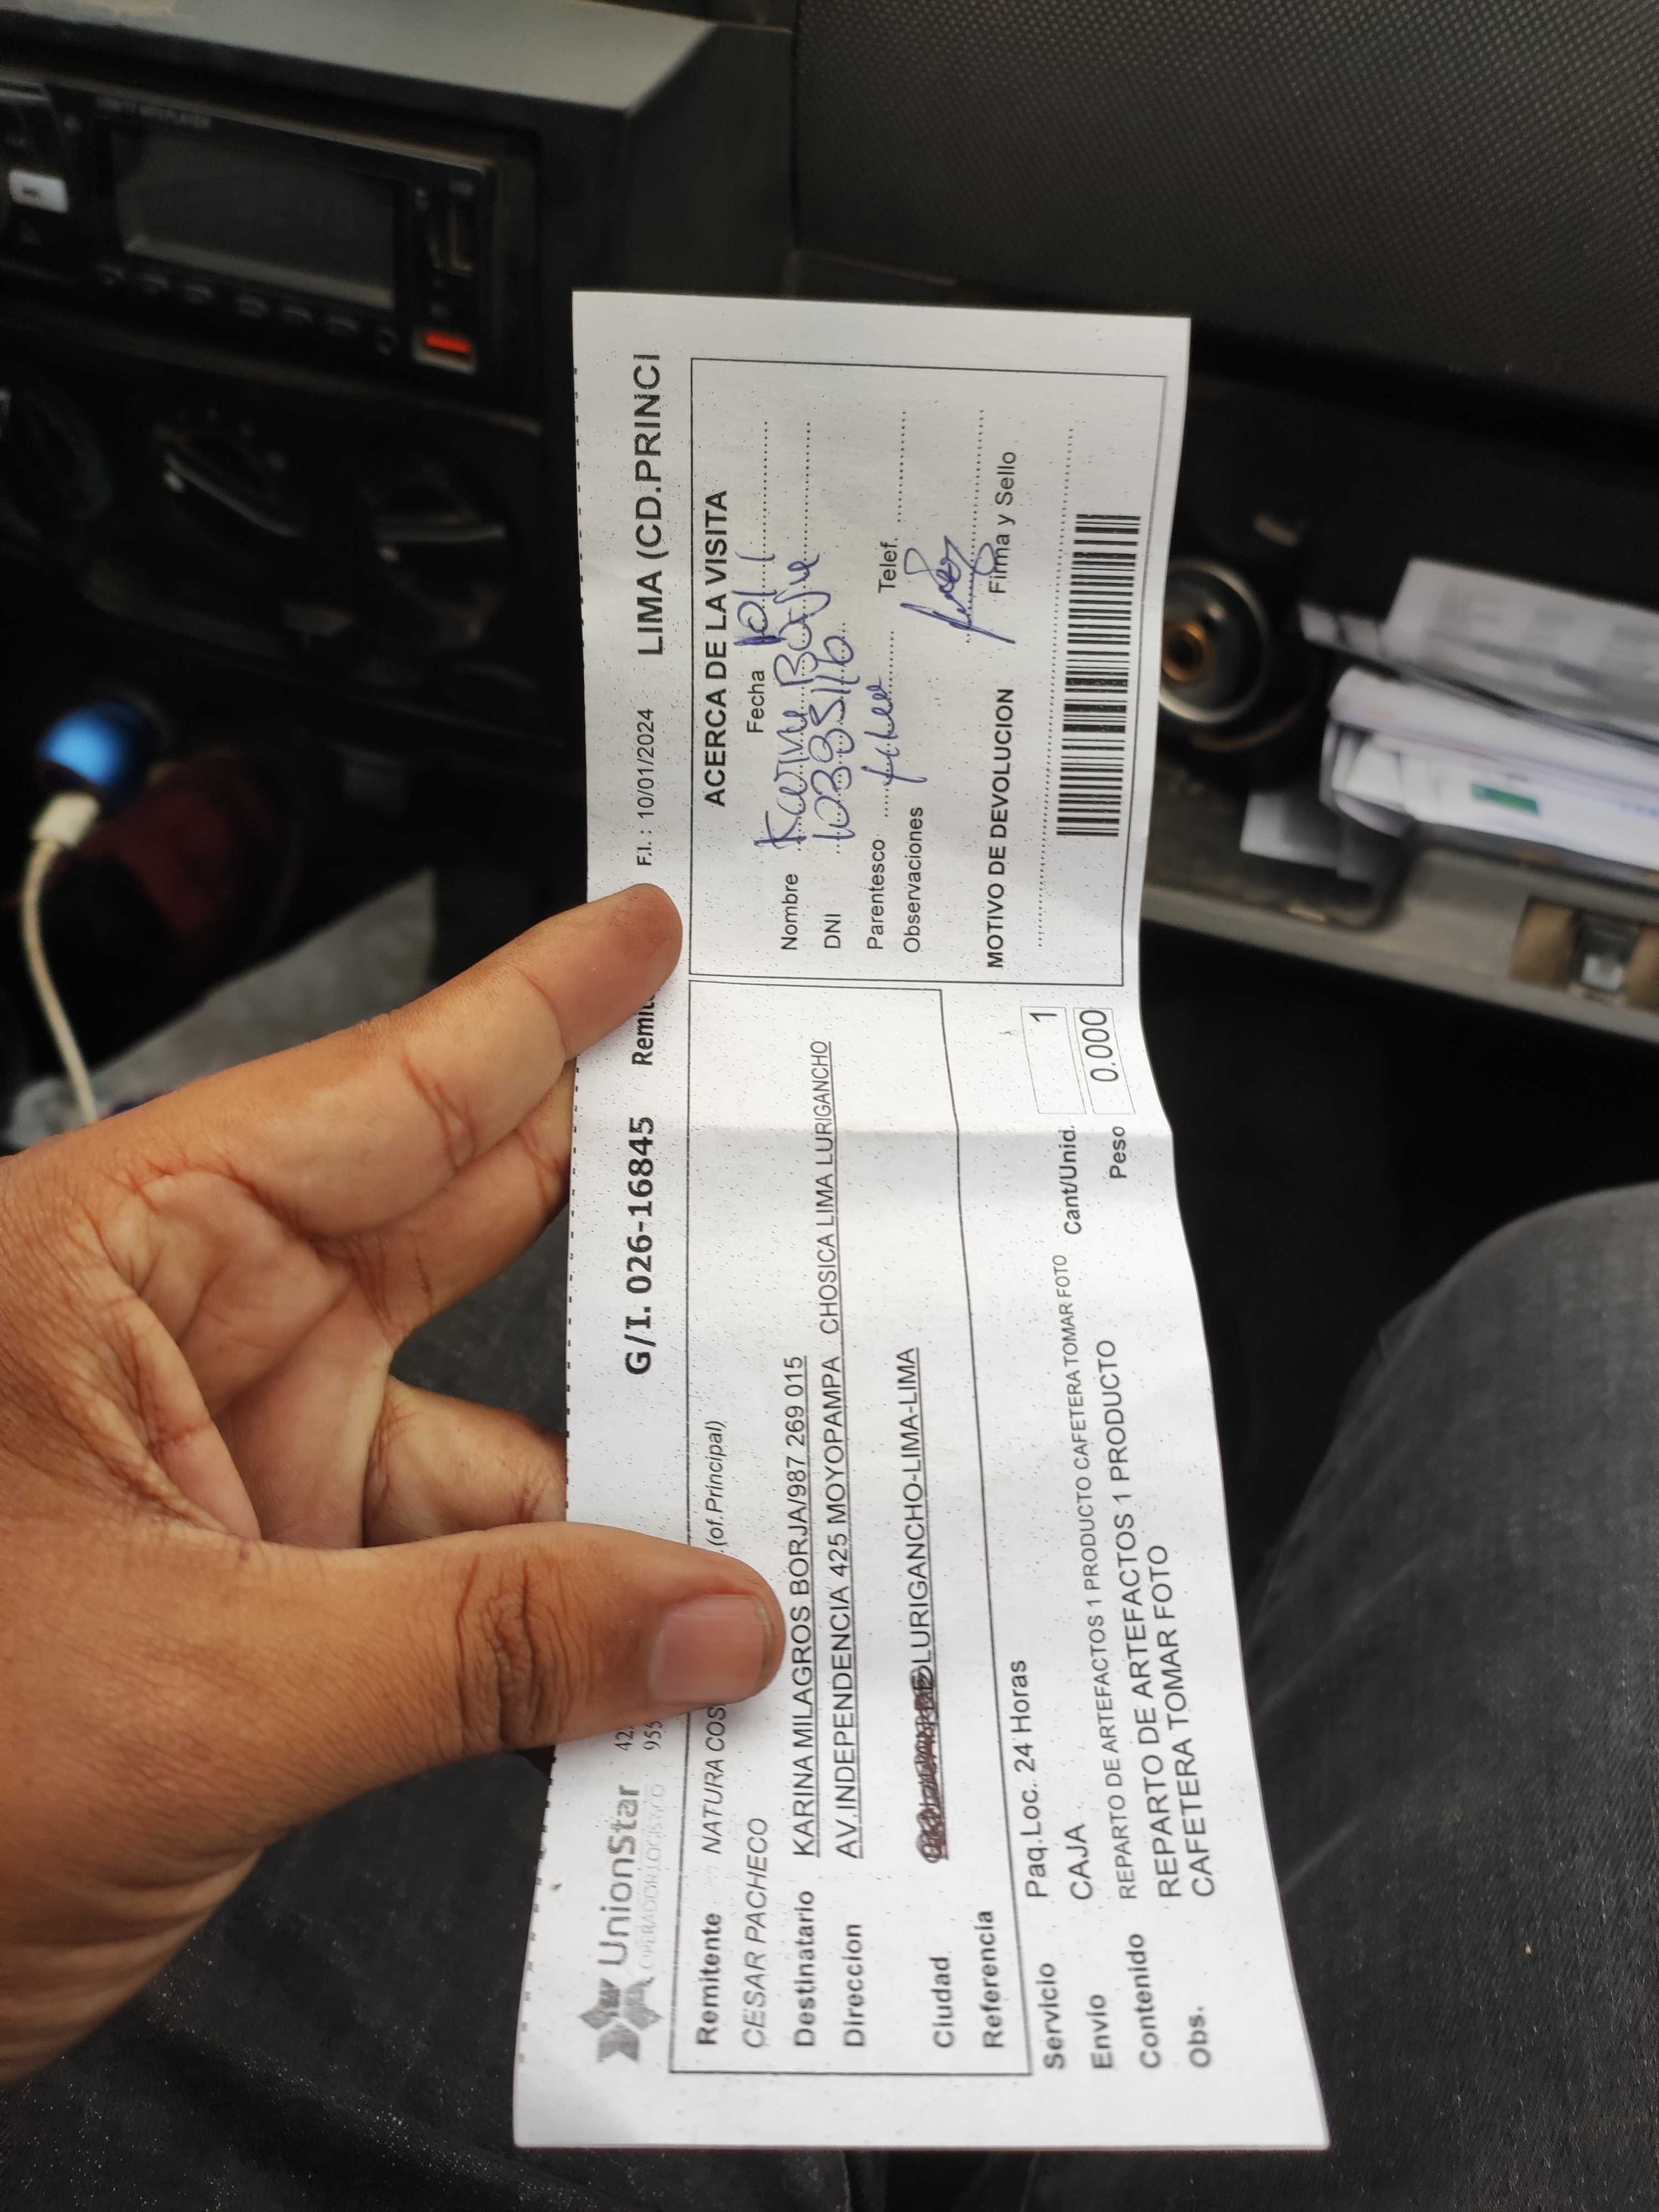 UnionStar
OPERADOR LOGISTICO
G/I. 026-16845
F.I.: 10/01/2024
LIMA (CD.PRINCI
Remitente NATURA COS (of.Principal)
CESAR PACHECO
Destinatario KARINA MILAGROS BORJA/987 269 015
Direccion AV.INDEPENDENCIA 425 MOYOPAMPA CHOSICA LIMA LURIGANCHO
Ciudad LURIGANCHO-LIMA-LIMA
Referencia
Servicio Paq.Loc. 24 Horas
Envío CAJA
Cant/Unid. 1
Contenido REPARTO DE ARTEFACTOS 1 PRODUCTO CAFETERA TOMAR FOTO
Peso 0.000
Obs. REPARTO DE ARTEFACTOS 1 PRODUCTO
CAFETERA TOMAR FOTO
ACERCA DE LA VISITA
Fecha
Nombre Karina Borja
DNI
Parentesco Telef.
Observaciones
Firma y Sello
MOTIVO DE DEVOLUCION